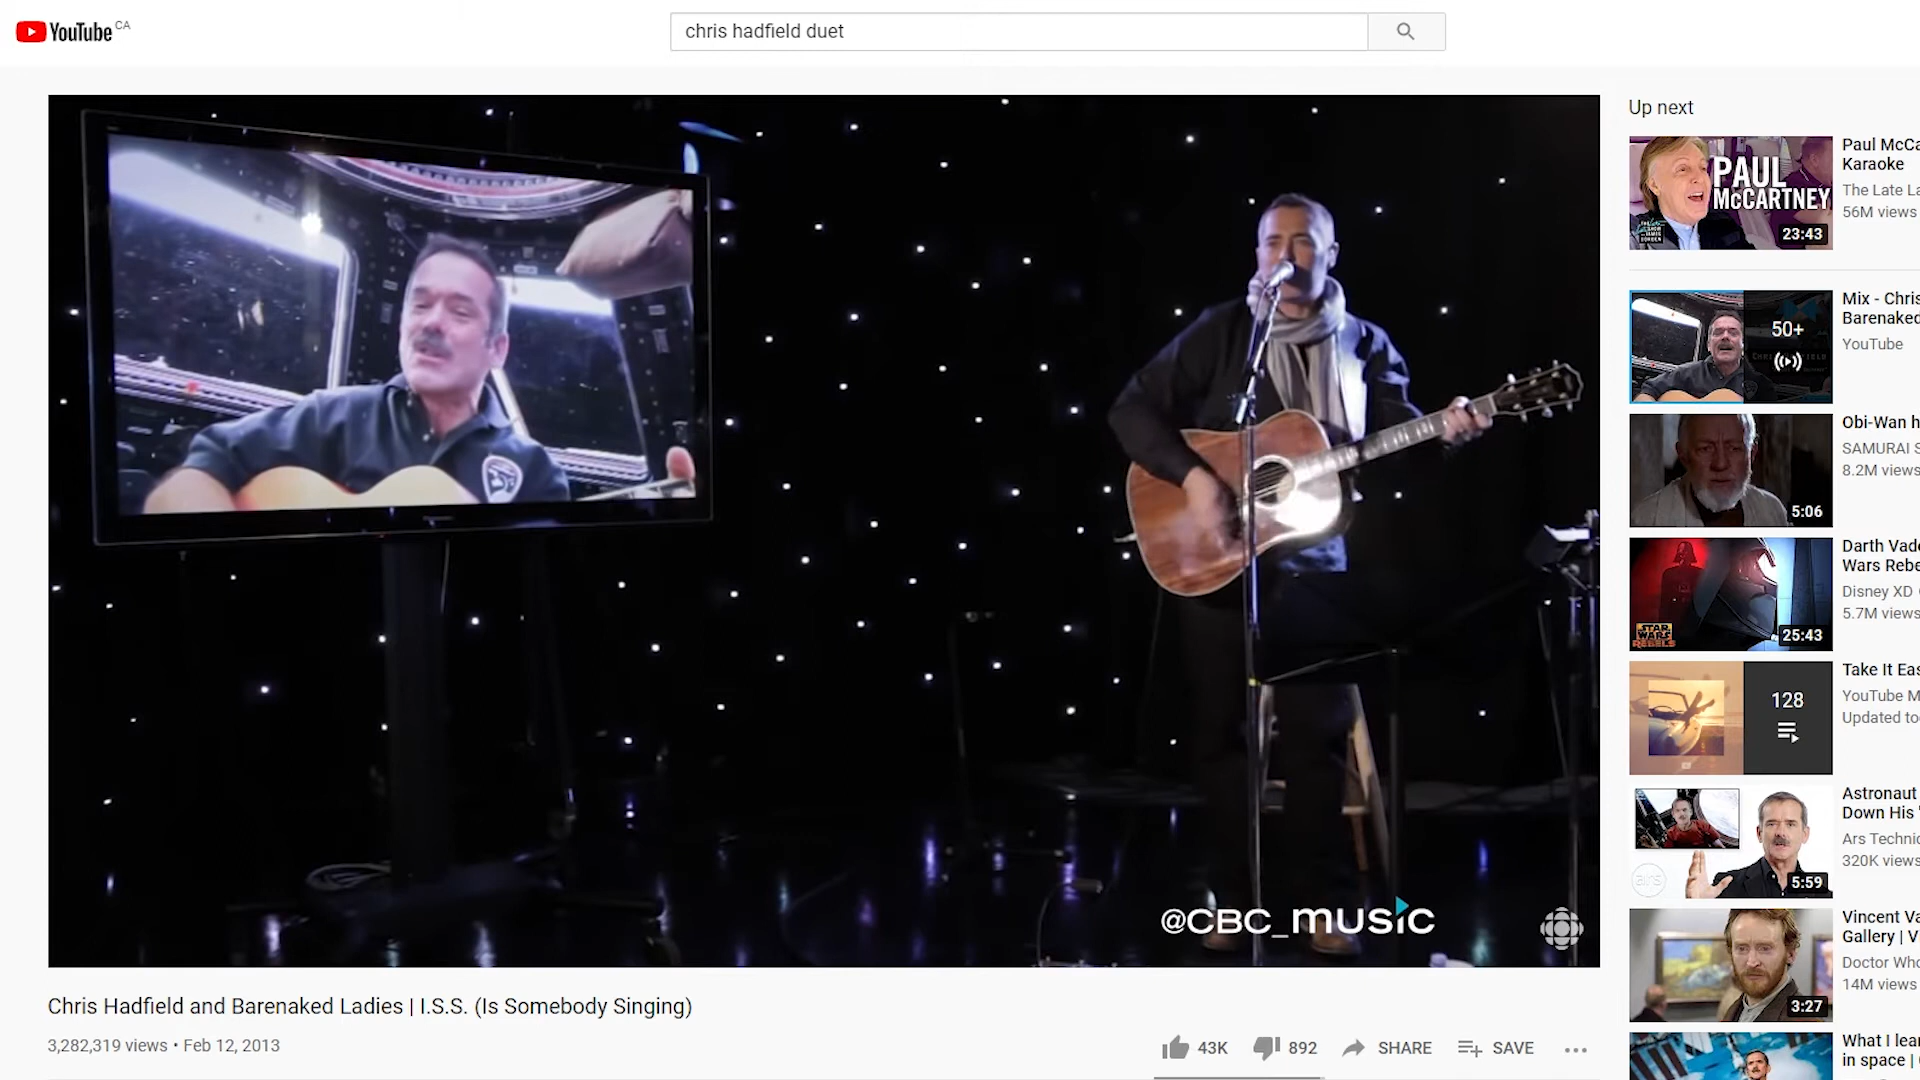 YouTube CA
chris hadfield duet
@CBC_music
Chris Hadfield and Barenaked Ladies | I.S.S. (Is Somebody Singing)
3,282,319 views • Feb 12, 2013
43K
892
SHARE
SAVE
Up next
PAUL
McCARTNEY
23:43
Paul McCa
Karaoke
The Late La
56M views
50+
Mix - Chris
Barenaked
YouTube
5:06
Obi-Wan h
SAMURAI S
8.2M views
STAR
WARS
REBELS
25:43
Darth Vade
Wars Rebe
Disney XD
5.7M views
128
Take It Eas
YouTube M
Updated to
ars
5:59
Astronaut
Down His
Ars Technic
320K views
3:27
Vincent Va
Gallery | V
Doctor Who
14M views
What I lear
in space |